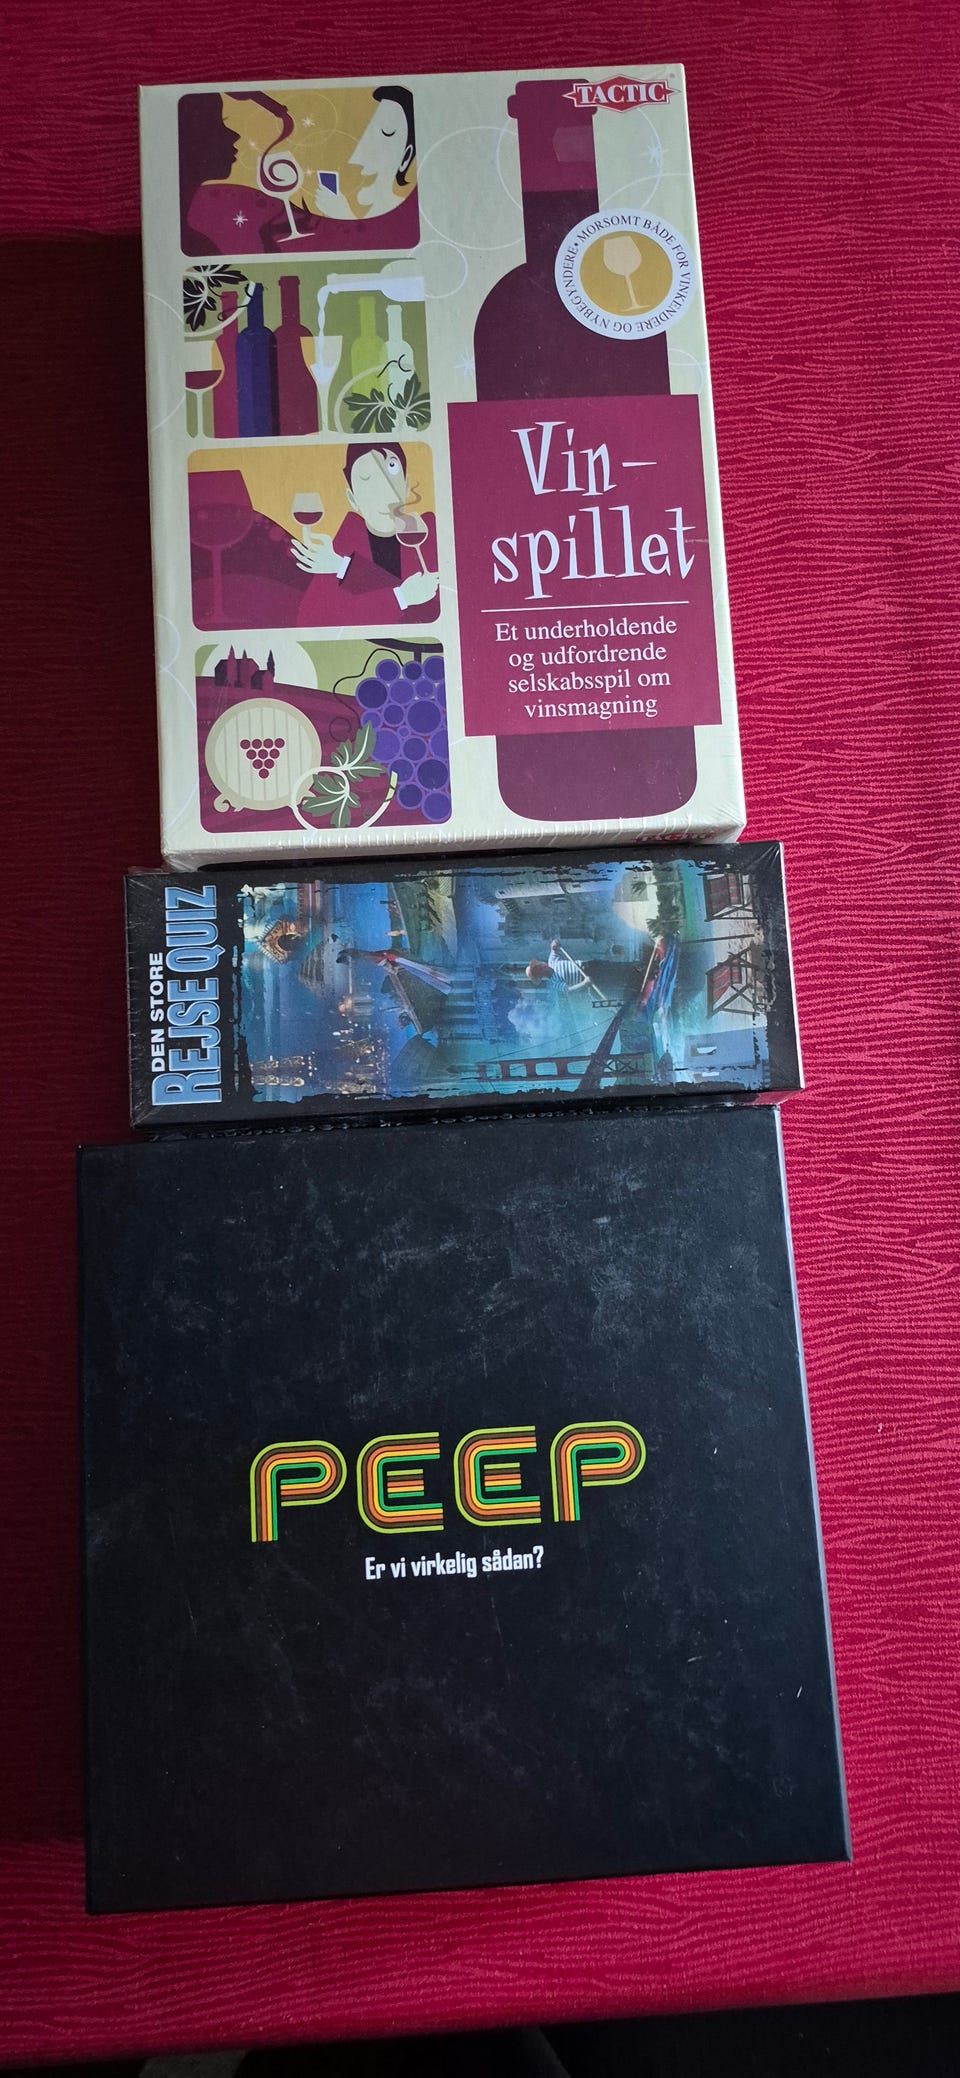 TACTIC
MORSOMT BÅDE FOR VINKENDERE OG NYBEGYNDERE •
Vin-
spillet
Et underholdende
og udfordrende
selskabsspil om
vinsmagning
DEN STORE
REJSE QUIZ
PEEP
Er vi virkelig sådan?